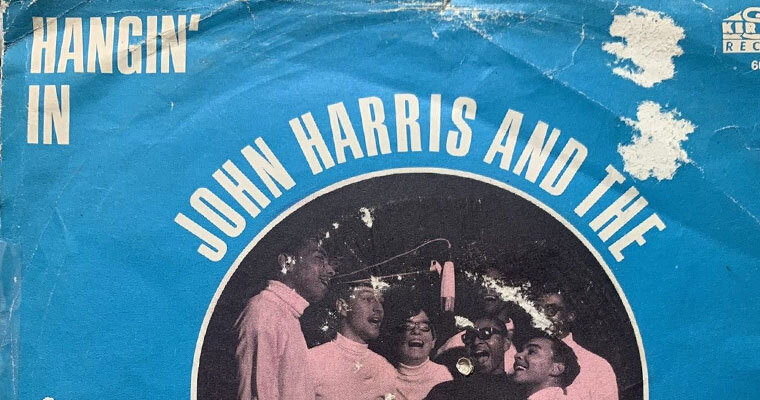 HANGIN'
IN
JOHN HARRIS AND THE